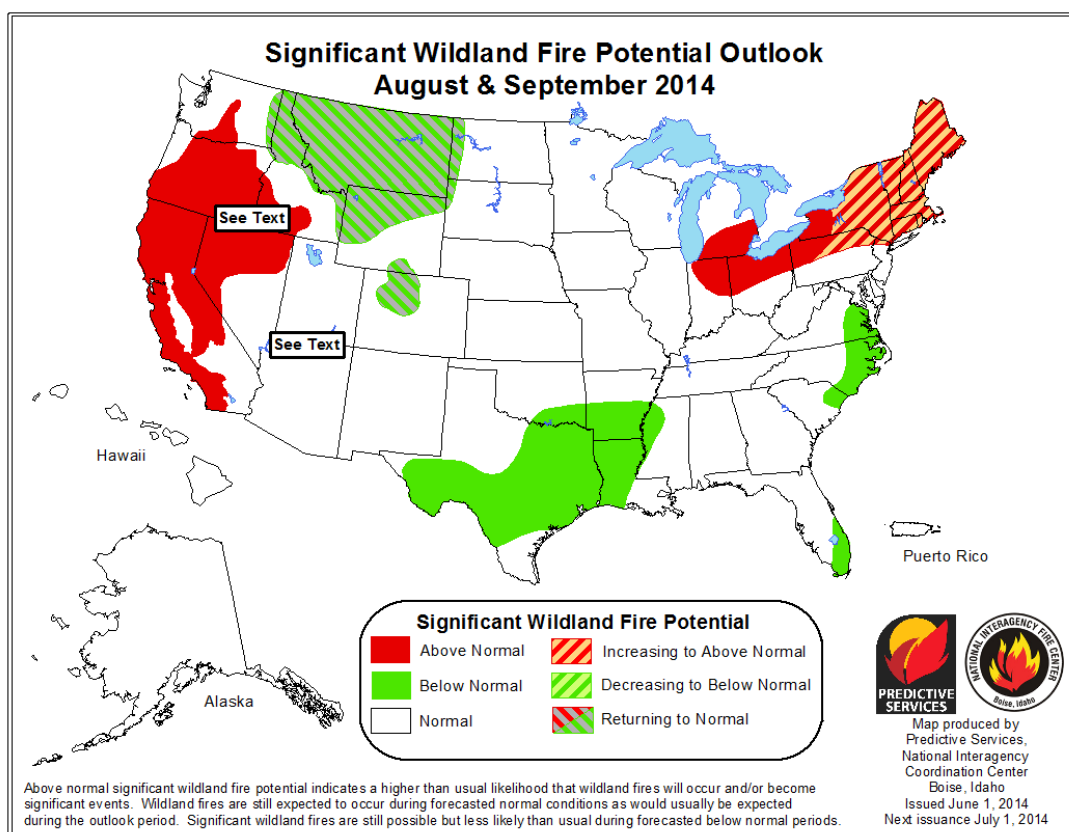 Significant Wildland Fire Potential Outlook
August & September 2014
See Text
See Text
Hawaii
Puerto Rico
Alaska
Significant Wildland Fire Potential
Above Normal
Increasing to Above Normal
Below Normal
Decreasing to Below Normal
Normal
Returning to Normal
PREDICTIVE
SERVICES
NATIONAL INTERAGENCY FIRE CENTER
Boise, Idaho
Map produced by
Predictive Services,
National Interagency
Coordination Center
Boise, Idaho
Issued June 1, 2014
Next issuance July 1, 2014
Above normal significant wildland fire potential indicates a higher than usual likelihood that wildland fires will occur and/or become
significant events. Wildland fires are still expected to occur during forecasted normal conditions as would usually be expected
during the outlook period. Significant wildland fires are still possible but less likely than usual during forecasted below normal periods.